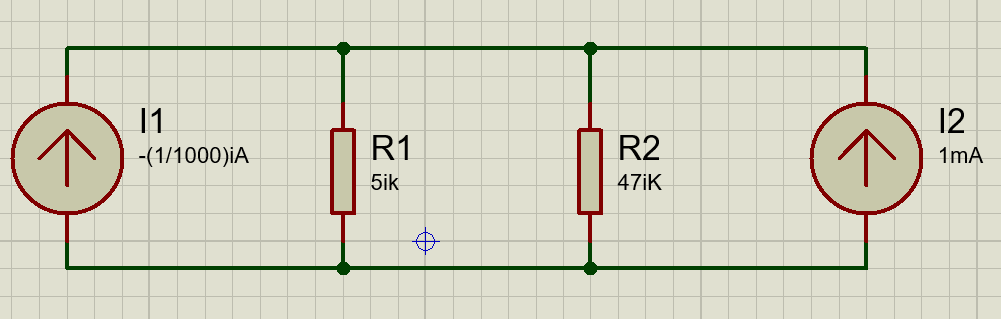 I1
-(1/1000)iA
R1
5ik
R2
47iK
I2
1mA